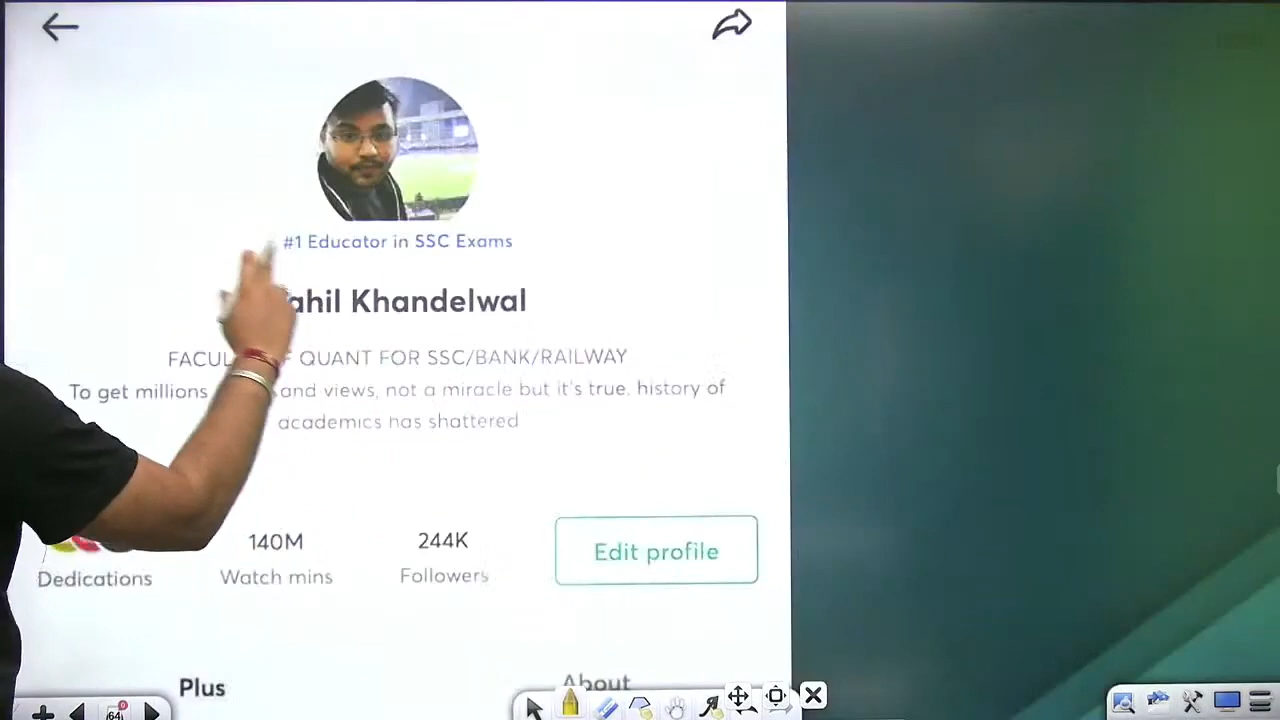 #1 Educator in SSC Exams
ahil Khandelwal
FACUL F QUANT FOR SSC/BANK/RAILWAY
To get millions and views, not a miracle but it's true. history of
academics has shattered
140M
244K
Edit profile
Dedications
Watch mins
Followers
Plus
About
64